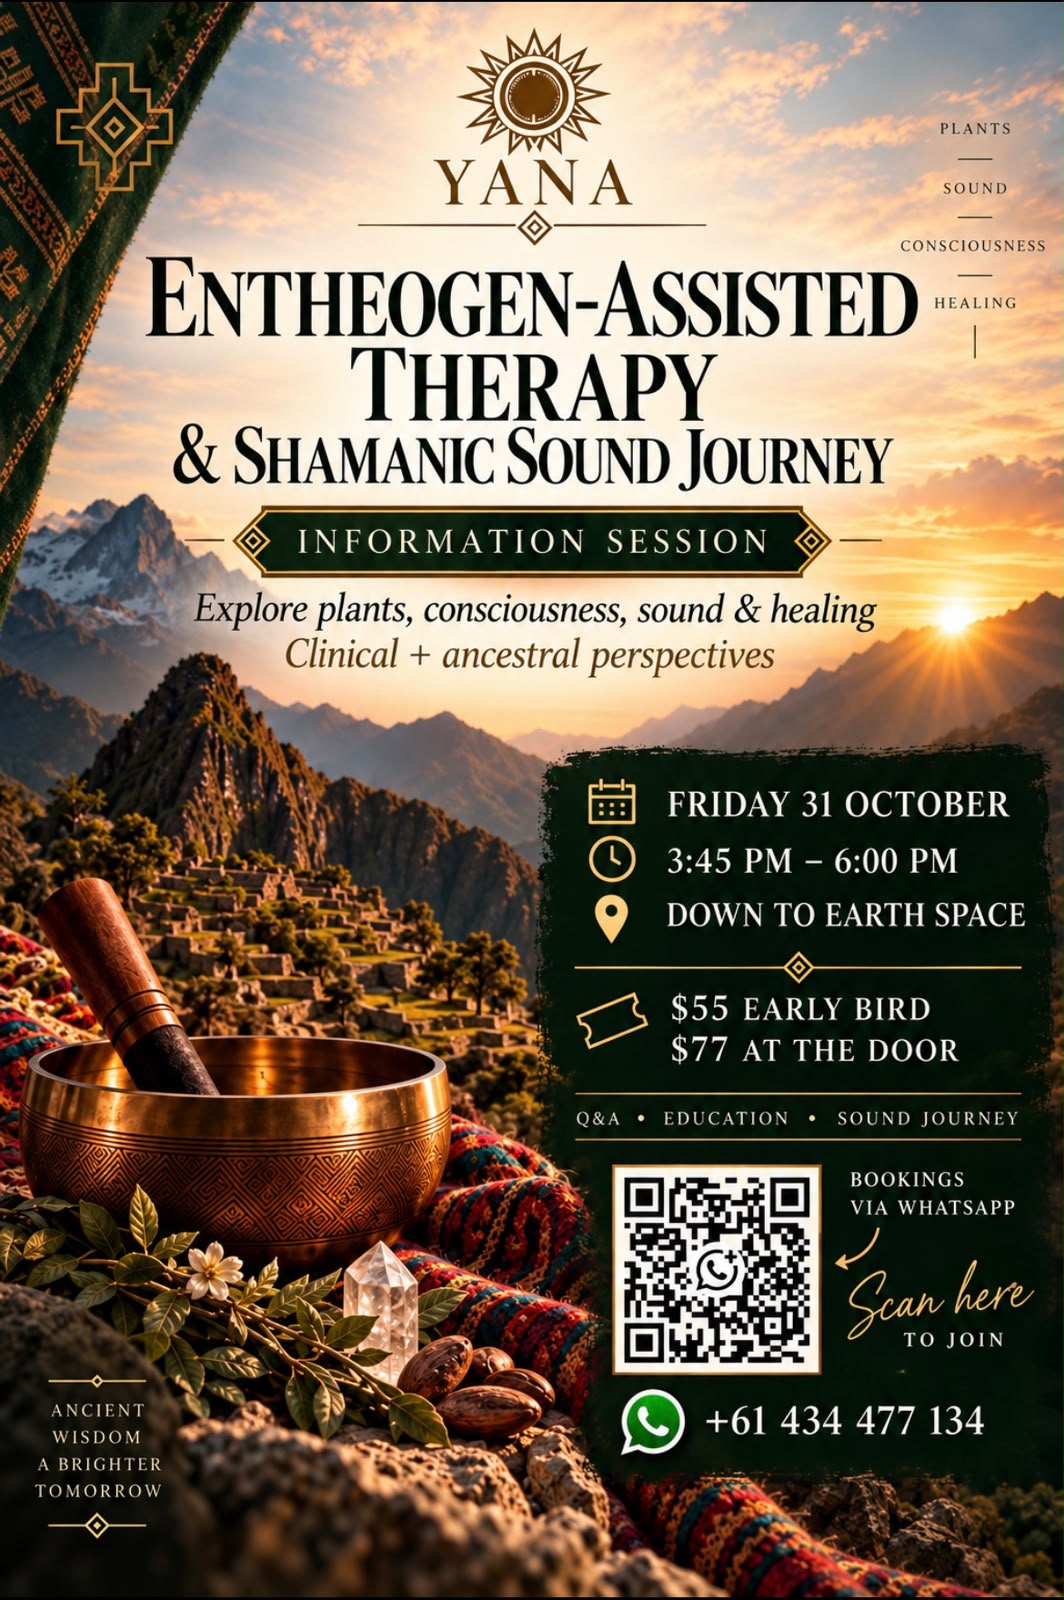 YANA
PLANTS
SOUND
CONSCIOUSNESS
HEALING
ENTHEOGEN-ASSISTED
THERAPY
& SHAMANIC SOUND JOURNEY
INFORMATION SESSION
Explore plants, consciousness, sound & healing
Clinical + ancestral perspectives
FRIDAY 31 OCTOBER
3:45 PM – 6:00 PM
DOWN TO EARTH SPACE
$55 EARLY BIRD
$77 AT THE DOOR
Q&A • EDUCATION • SOUND JOURNEY
BOOKINGS
VIA WHATSAPP
Scan here
TO JOIN
+61 434 477 134
ANCIENT
WISDOM
A BRIGHTER
TOMORROW